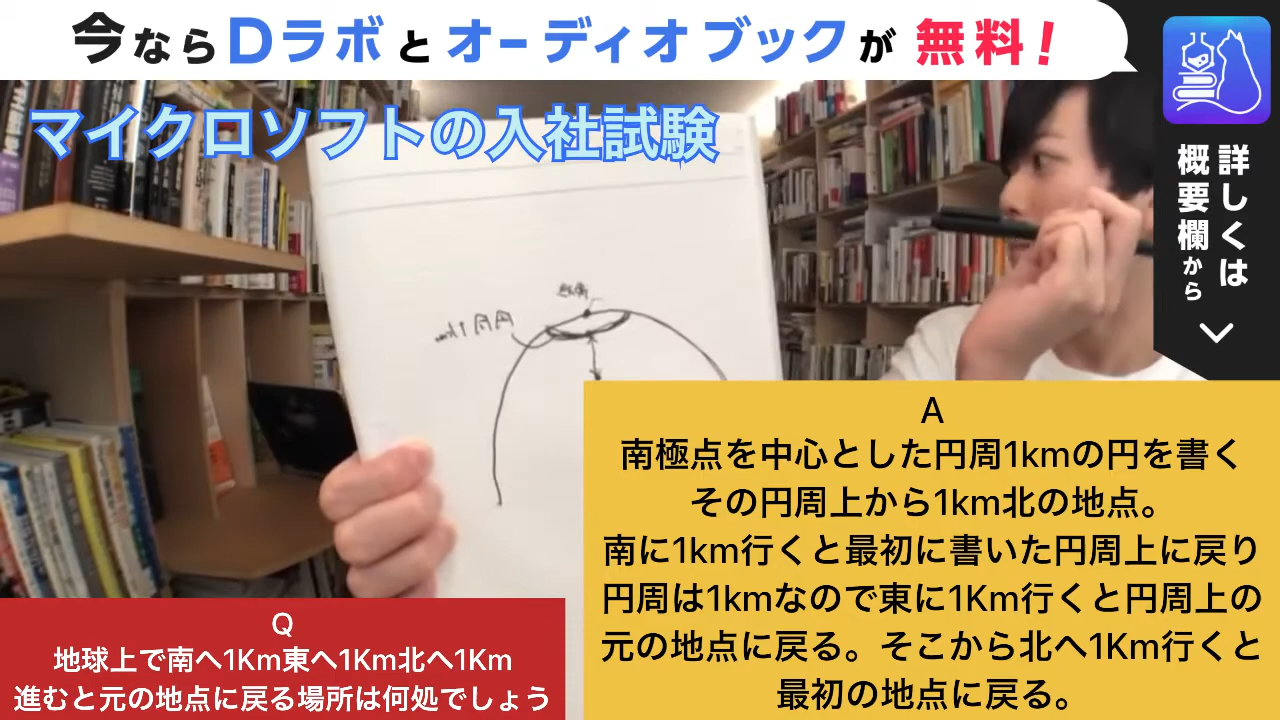 今ならDラボとオーディオブックが無料!
詳しくは
概要欄から
マイクロソフトの入社試験
A
南極点を中心とした円周1kmの円を書く
その円周上から1km北の地点。
南に1km行くと最初に書いた円周上に戻り
円周は1kmなので東に1Km行くと円周上の
元の地点に戻る。そこから北へ1Km行くと
最初の地点に戻る。
Q
地球上で南へ1Km東へ1Km北へ1Km
進むと元の地点に戻る場所は何処でしょう